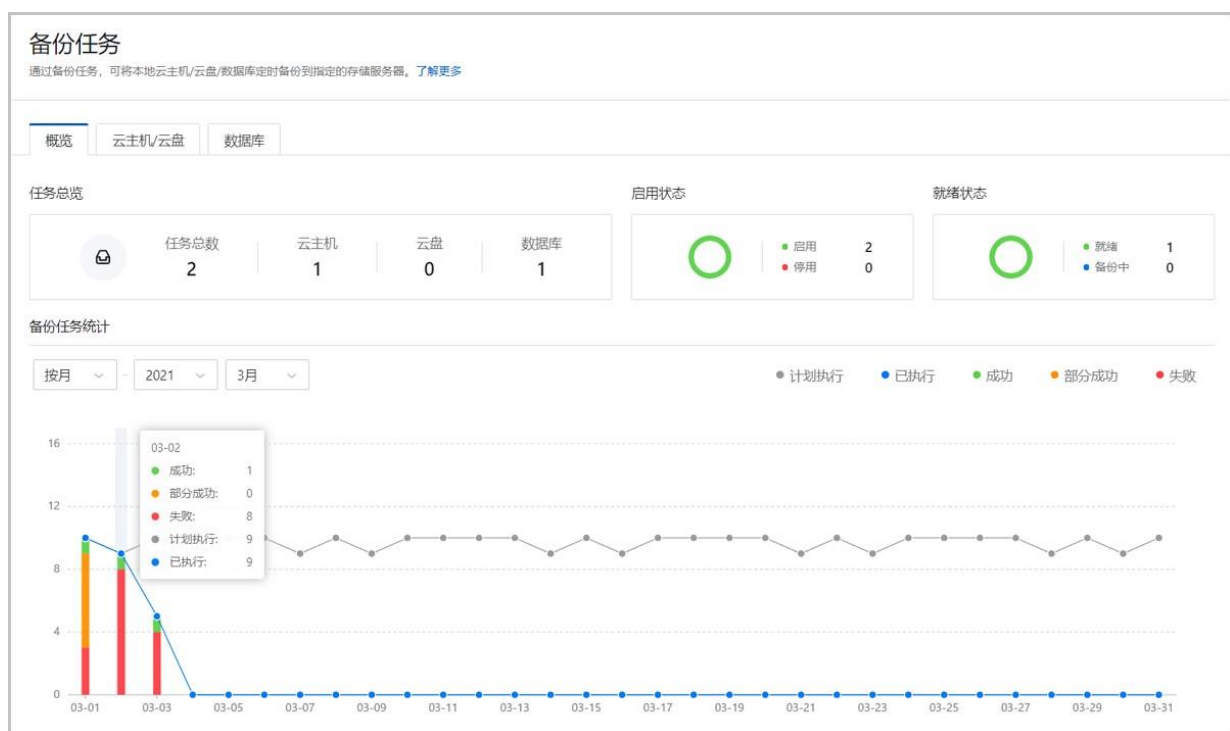 备份任务
通过备份任务，可将本地云主机/云盘/数据库定时备份到指定的存储服务器。了解更多
概览 云主机/云盘 数据库
任务总览 启用状态 就绪状态
任务总数 云主机 云盘 数据库 启用 2 就绪 1
2 1 0 1 停用 0 备份中 0
备份任务统计
按月 - 2021 3月 计划执行 已执行 成功 部分成功 失败
16
12
8
4
0
03-02
成功: 1
部分成功: 0
失败: 8
计划执行: 9
已执行: 9
03-01 03-03 03-05 03-07 03-09 03-11 03-13 03-15 03-17 03-19 03-21 03-23 03-25 03-27 03-29 03-31